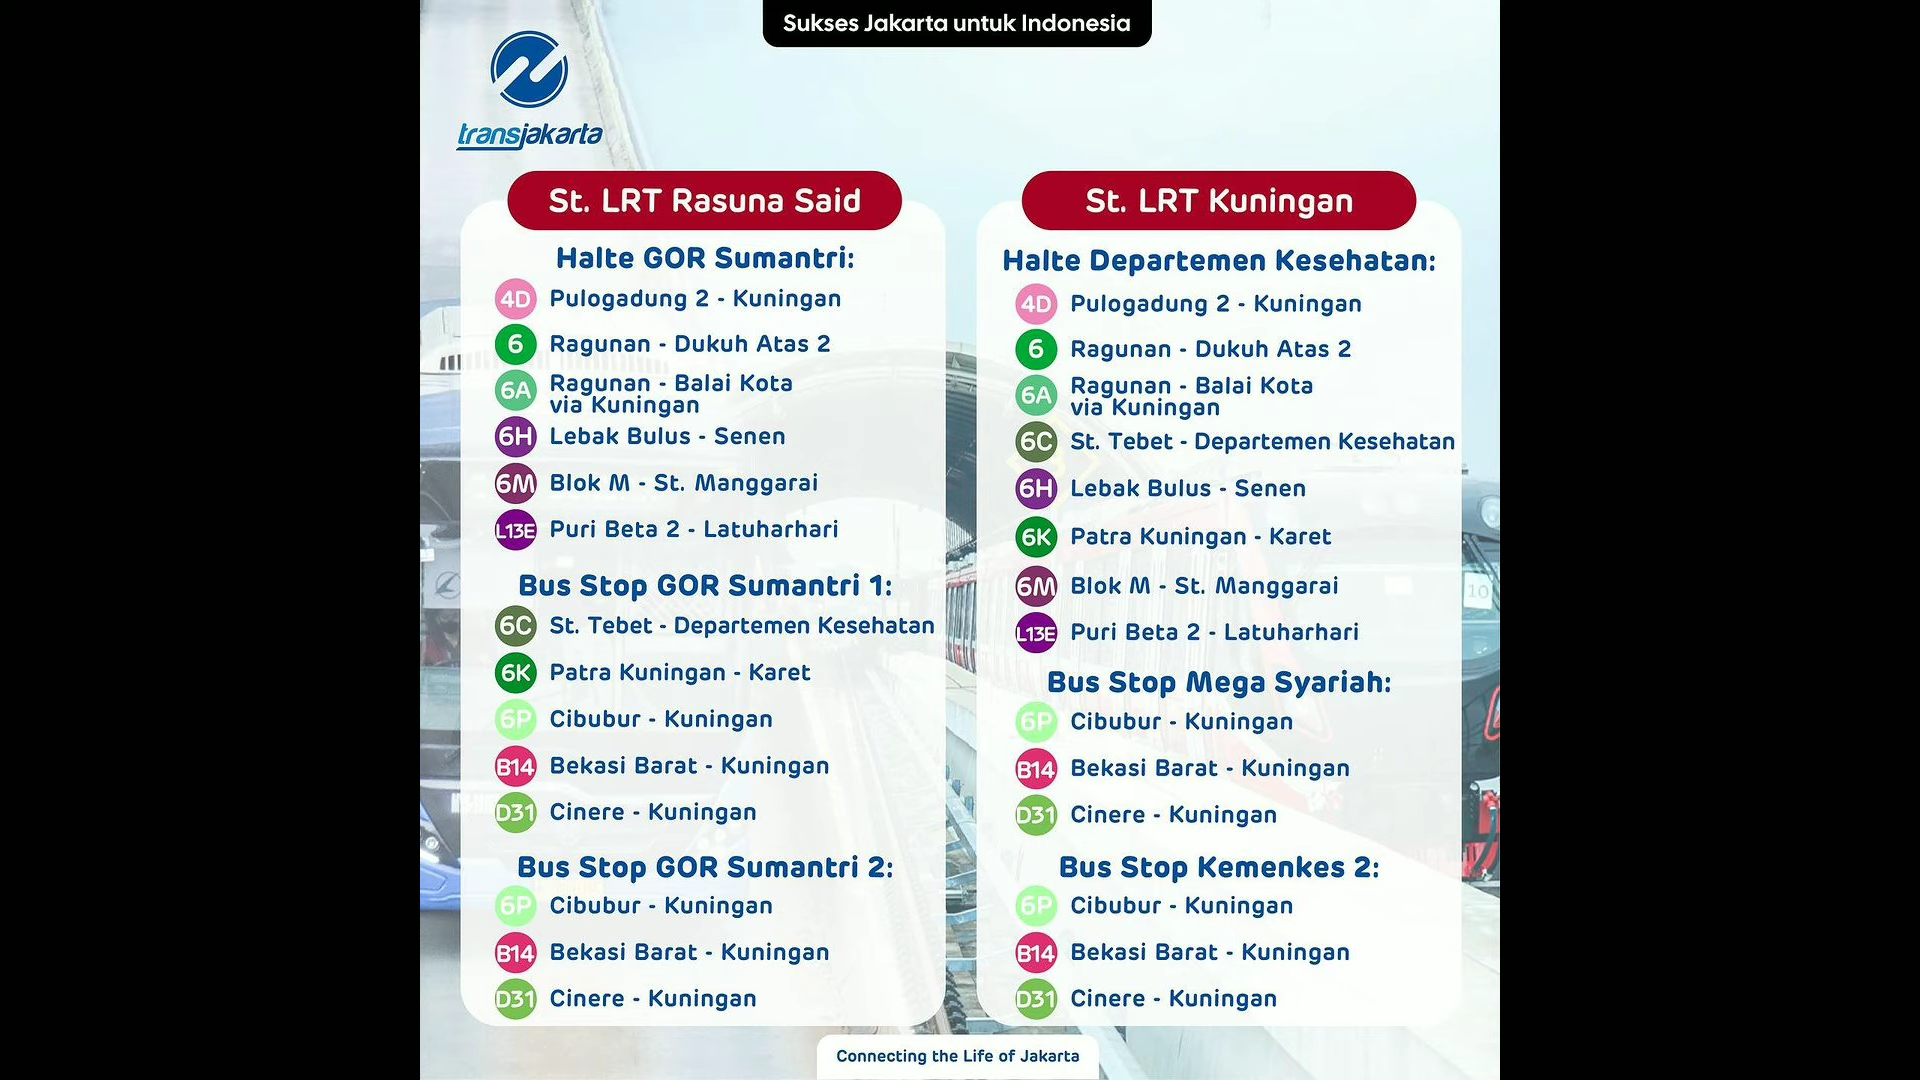 Sukses Jakarta untuk Indonesia
transjakarta
St. LRT Rasuna Said
Halte GOR Sumantri:
4D Pulogadung 2 - Kuningan
6 Ragunan - Dukuh Atas 2
6A Ragunan - Balai Kota
via Kuningan
6H Lebak Bulus - Senen
6M Blok M - St. Manggarai
L13E Puri Beta 2 - Latuharhari
Bus Stop GOR Sumantri 1:
6C St. Tebet - Departemen Kesehatan
6K Patra Kuningan - Karet
6P Cibubur - Kuningan
B14 Bekasi Barat - Kuningan
D31 Cinere - Kuningan
Bus Stop GOR Sumantri 2:
6P Cibubur - Kuningan
B14 Bekasi Barat - Kuningan
D31 Cinere - Kuningan
St. LRT Kuningan
Halte Departemen Kesehatan:
4D Pulogadung 2 - Kuningan
6 Ragunan - Dukuh Atas 2
6A Ragunan - Balai Kota
via Kuningan
6C St. Tebet - Departemen Kesehatan
6H Lebak Bulus - Senen
6K Patra Kuningan - Karet
6M Blok M - St. Manggarai
L13E Puri Beta 2 - Latuharhari
Bus Stop Mega Syariah:
6P Cibubur - Kuningan
B14 Bekasi Barat - Kuningan
D31 Cinere - Kuningan
Bus Stop Kemenkes 2:
6P Cibubur - Kuningan
B14 Bekasi Barat - Kuningan
D31 Cinere - Kuningan
10
Connecting the Life of Jakarta